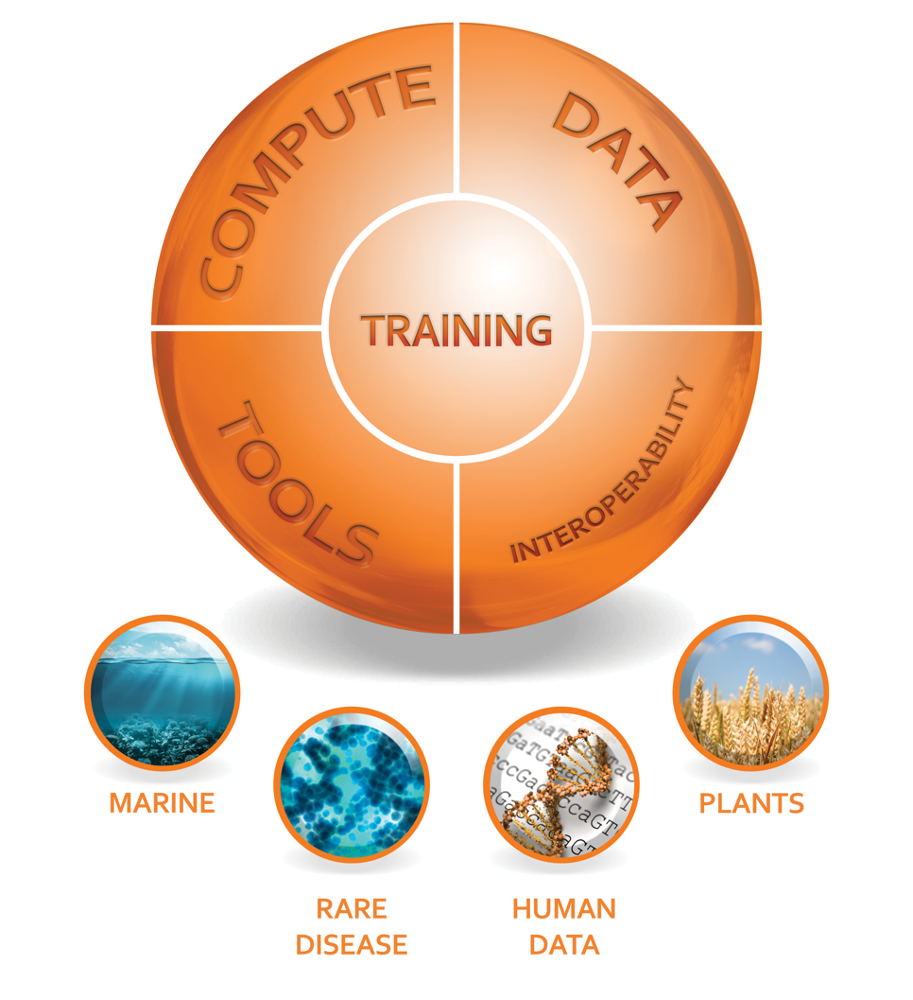 COMPUTE
DATA
TRAINING
TOOLS
INTEROPERABILITY
MARINE
PLANTS
RARE
DISEASE
HUMAN
DATA